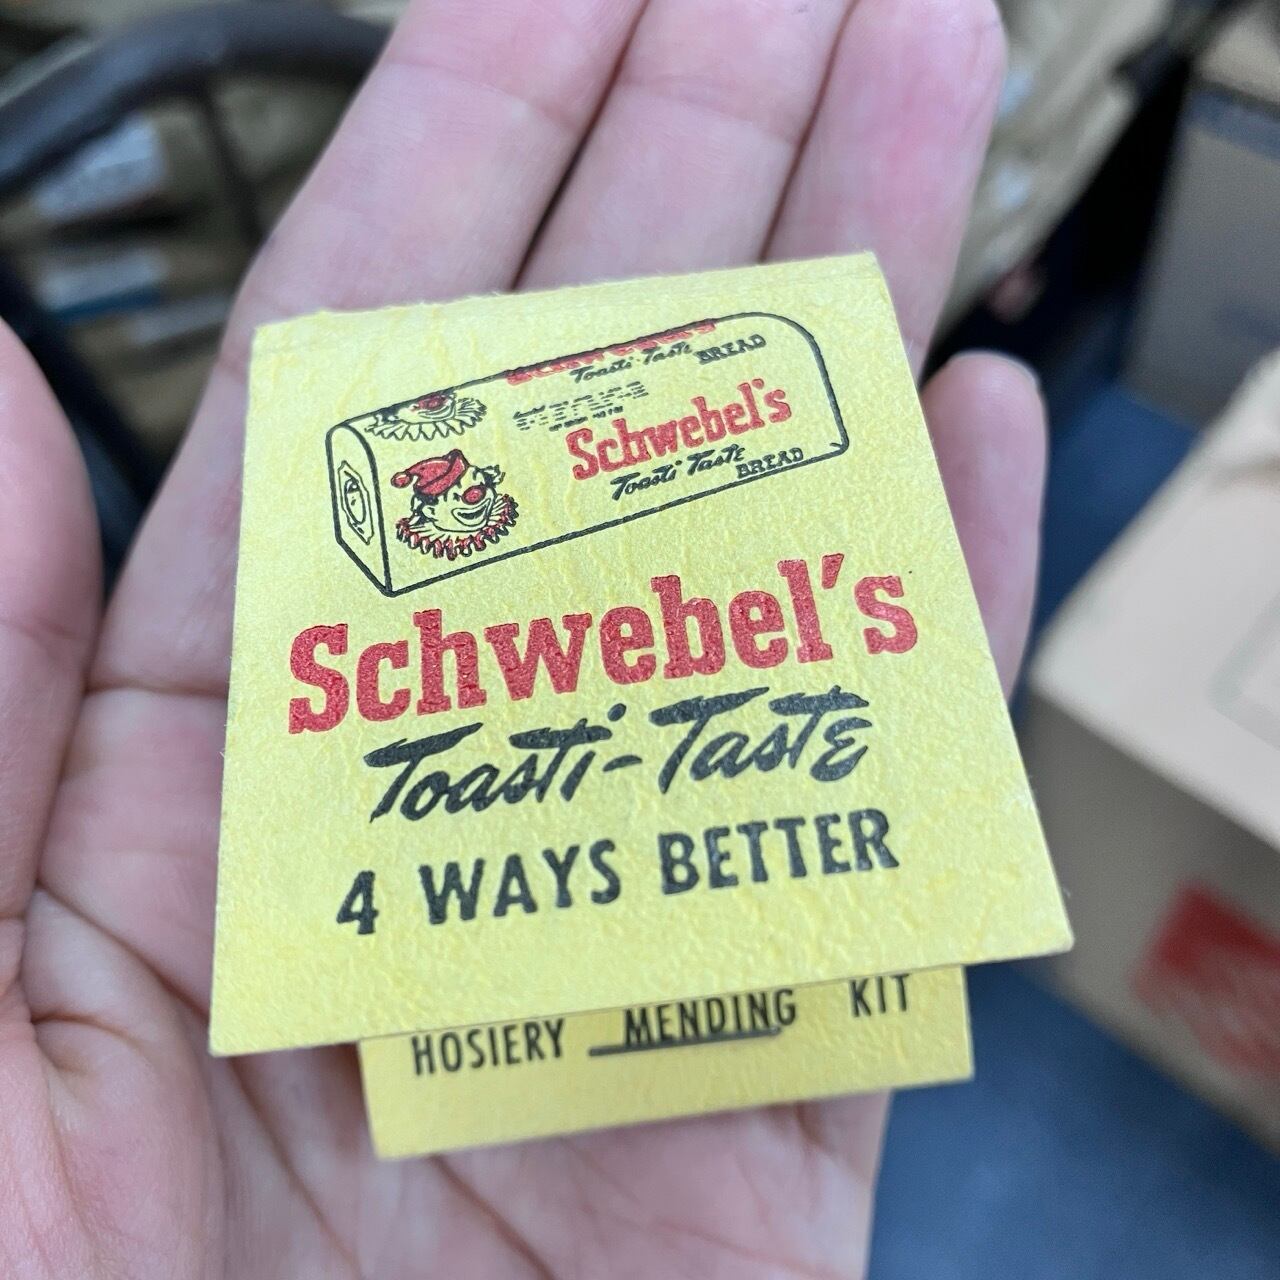 Schwebel's
Toasti-Taste BREAD
Schwebel's
Toasti-Taste
BREAD
Schwebel's
Toasti-Taste
4 WAYS BETTER
HOSIERY MENDING KIT